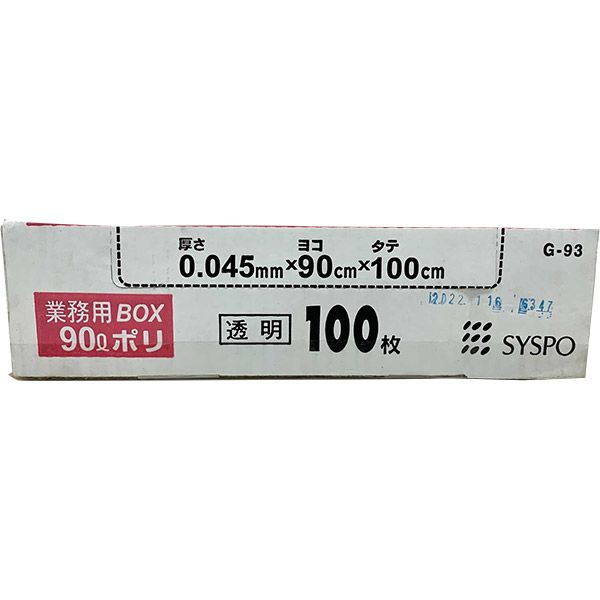 厚さ ヨコ タテ
0.045mm×90cm×100cm
G-93
業務用BOX
90ℓポリ
透明
100枚
SYSPO